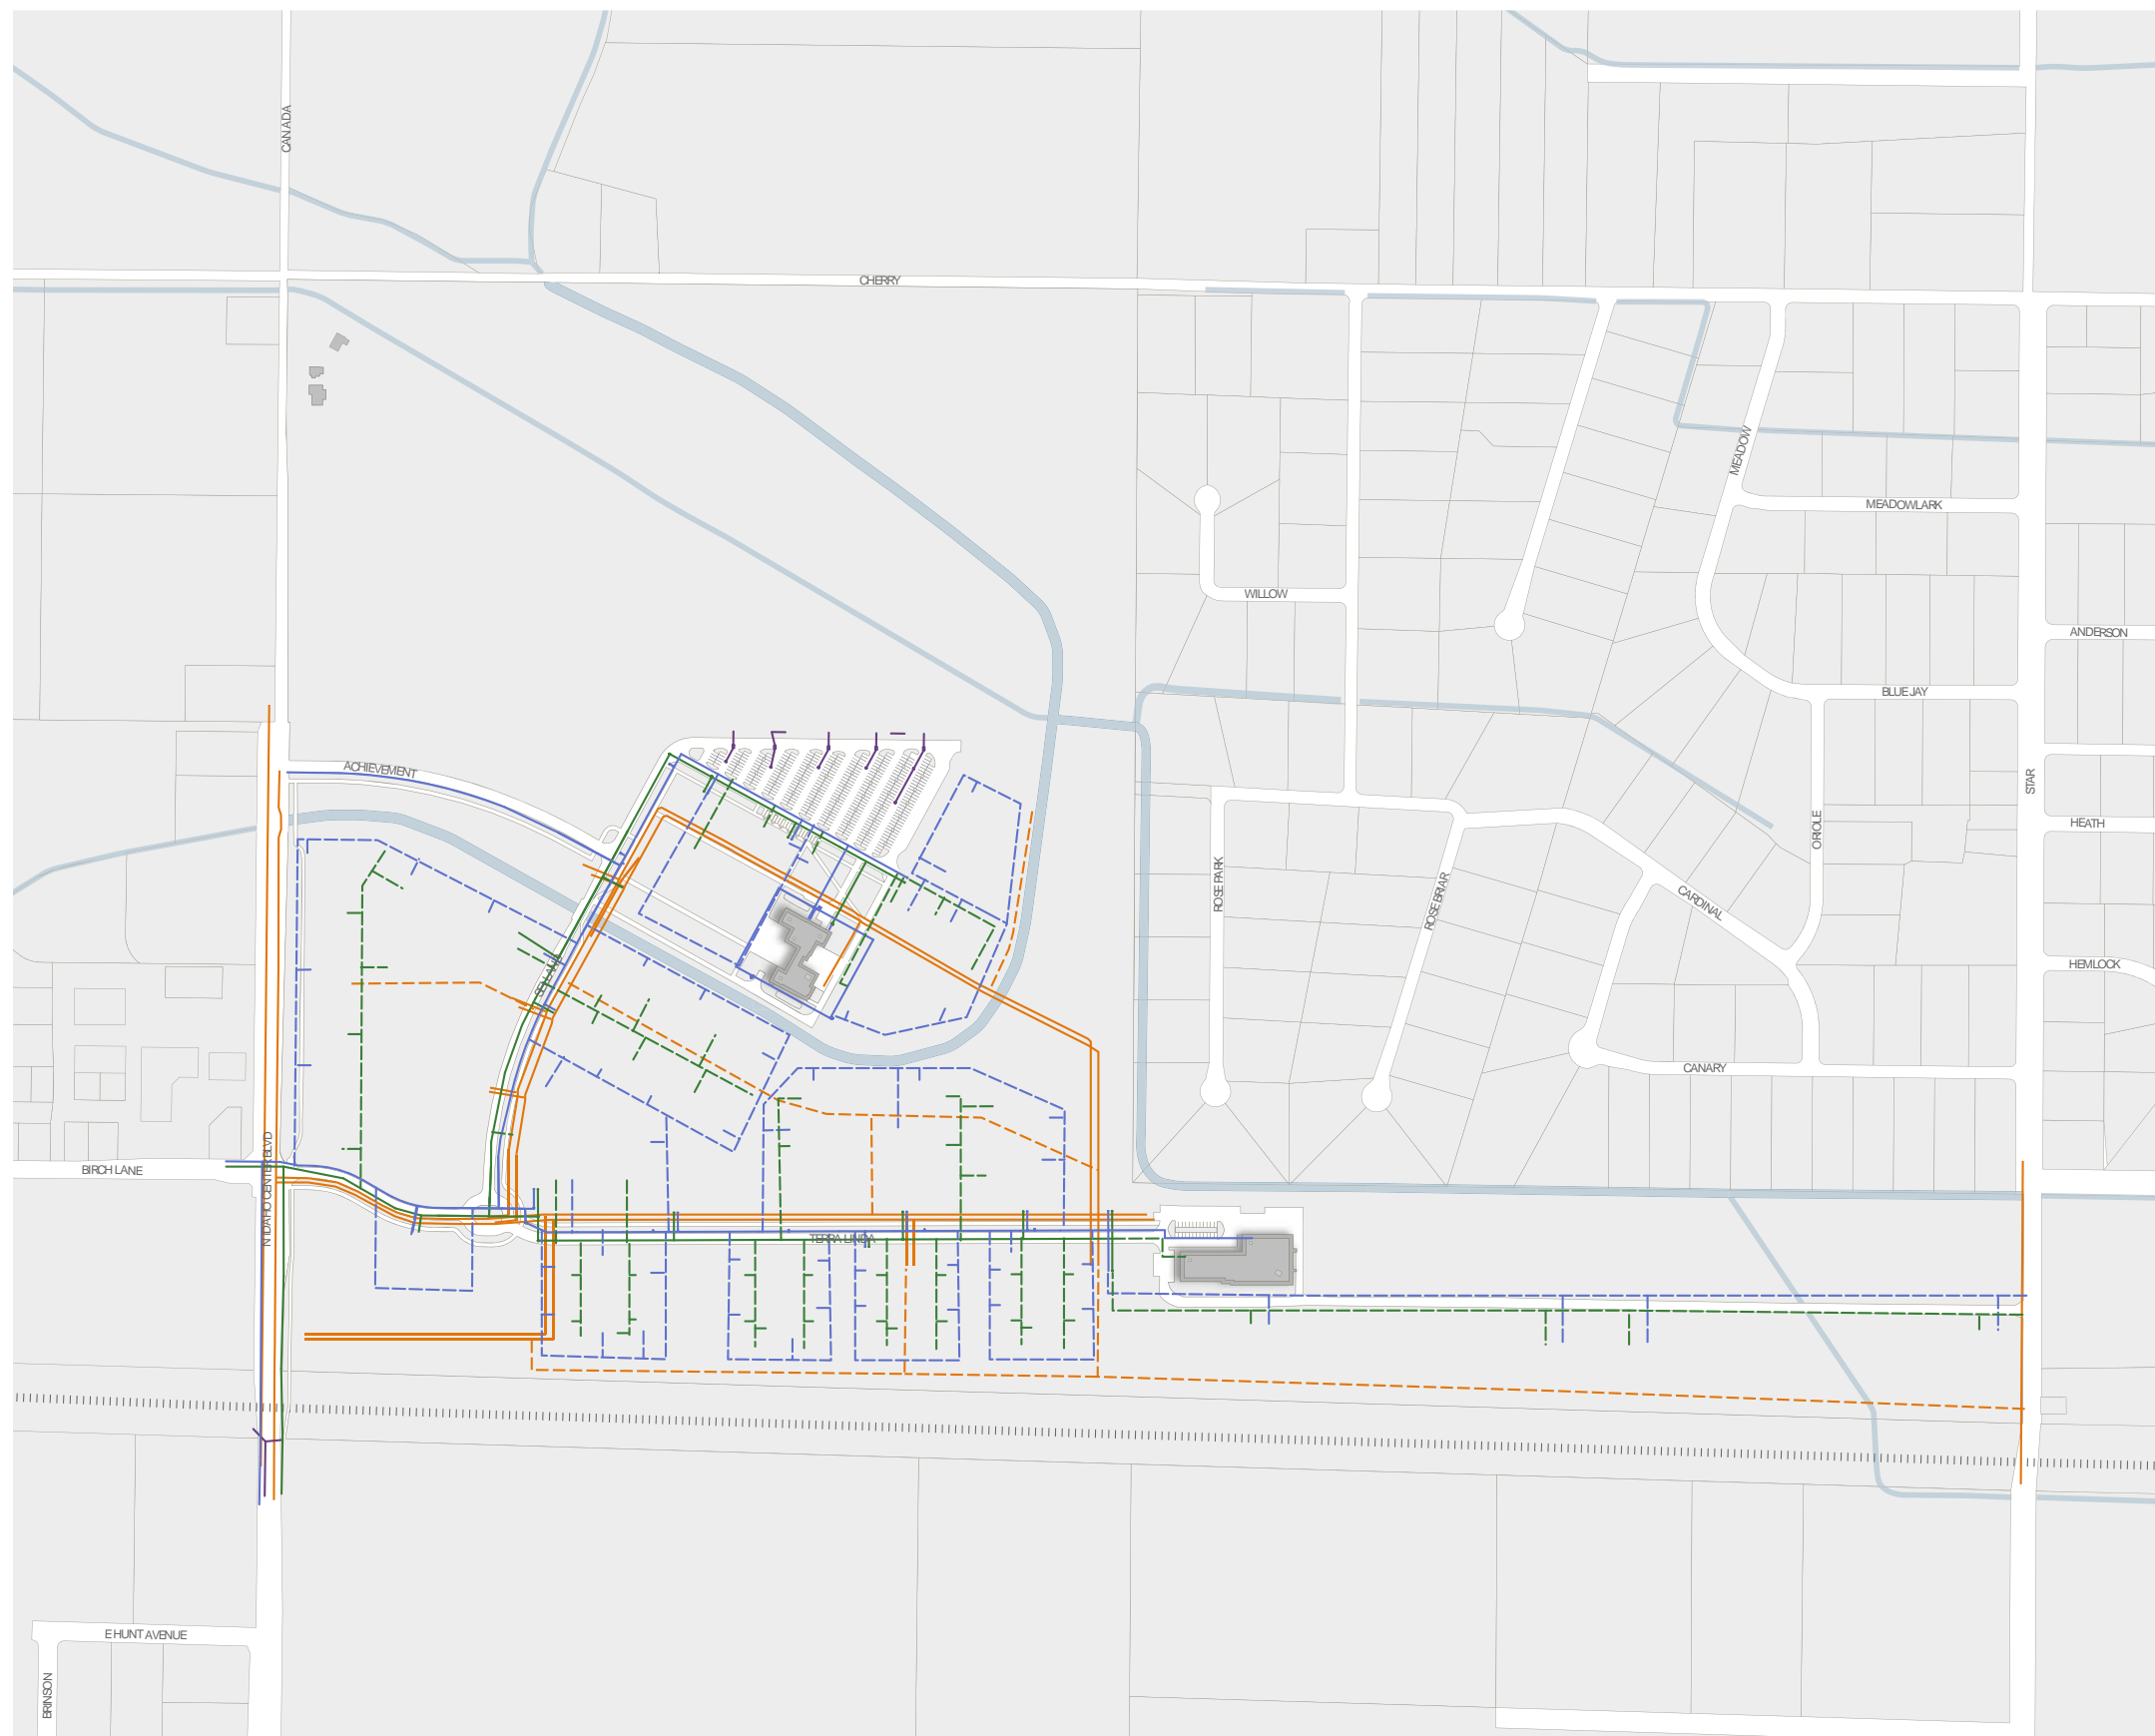 CANADA
CHERRY
MEADOW
MEADOWLARK
WILLOW
ANDERSON
BLUE JAY
ACHIEVEMENT
STAR
HEATH
ORIOLE
ROSE PARK
ROSE BRIAR
CARDINAL
HEMLOCK
CANARY
BIRCH LANE
N IDAHO CENTER BLVD
TERRA LINDA
E HUNT AVENUE
BRINSON